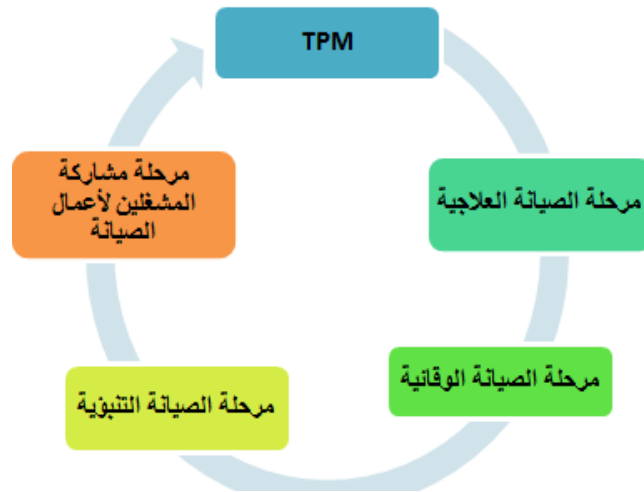 TPM
مرحلة الصيانة العلاجية
مرحلة الصيانة الوقائية
مرحلة الصيانة التنبؤية
مرحلة مشاركة
المشغلين لأعمال
الصيانة